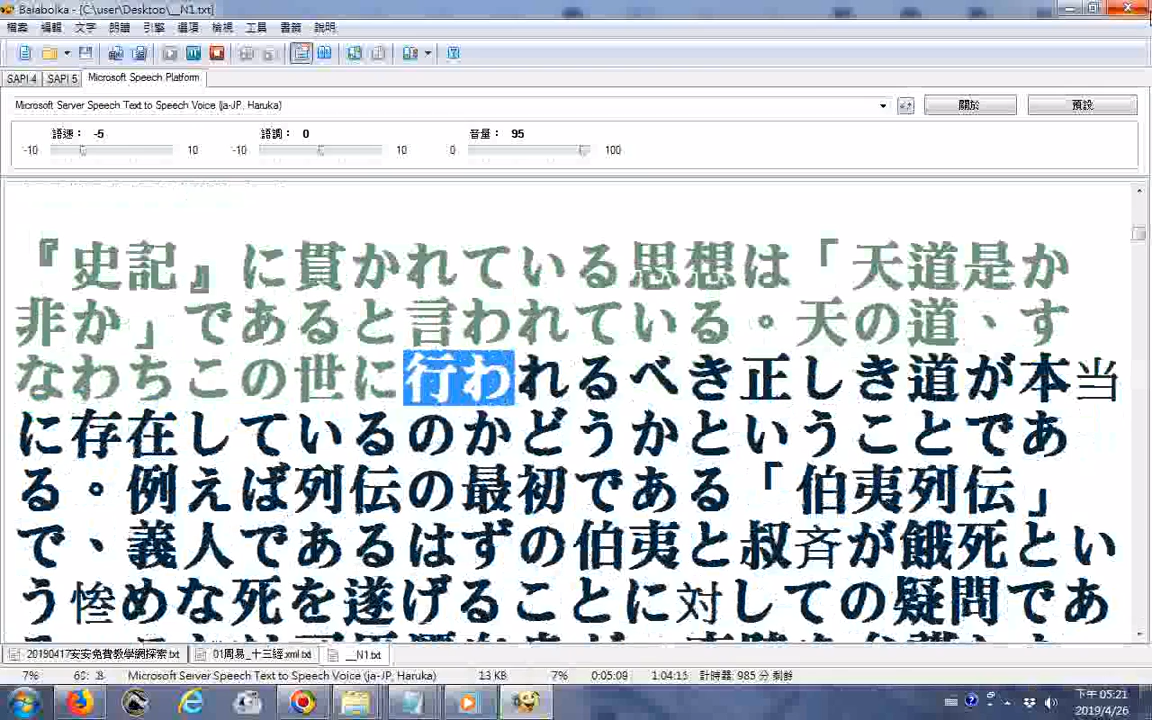 Balabolka - [C:\user\Desktop\__N1.txt]
檔案 編輯 文字 朗讀 引擎 選項 檢視 工具 書籤 說明
SAPI 4 SAPI 5 Microsoft Speech Platform
Microsoft Server Speech Text to Speech Voice (ja-JP, Haruka) 關於 預設
語速： -5 語調： 0 音量： 95
-10 10 -10 10 0 100
『史記』に貫かれている思想は「天道是か
非か」であると言われている。天の道、す
なわちこの世に行われるべき正しき道が本当
に存在しているのかどうかということであ
る。例えば列伝の最初である「伯夷列伝」
で、義人であるはずの伯夷と叔斉が餓死とい
う惨めな死を遂げることに対しての疑問であ
20190417安安免費教學網探索.txt 01周易_十三經.xml.txt __N1.txt
7% Microsoft Server Speech Text to Speech Voice (ja-JP, Haruka) 13 KB 7% 0:05:09 1:04:15 計時器: 985 分 剩餘
下午 05:21
2019/4/26